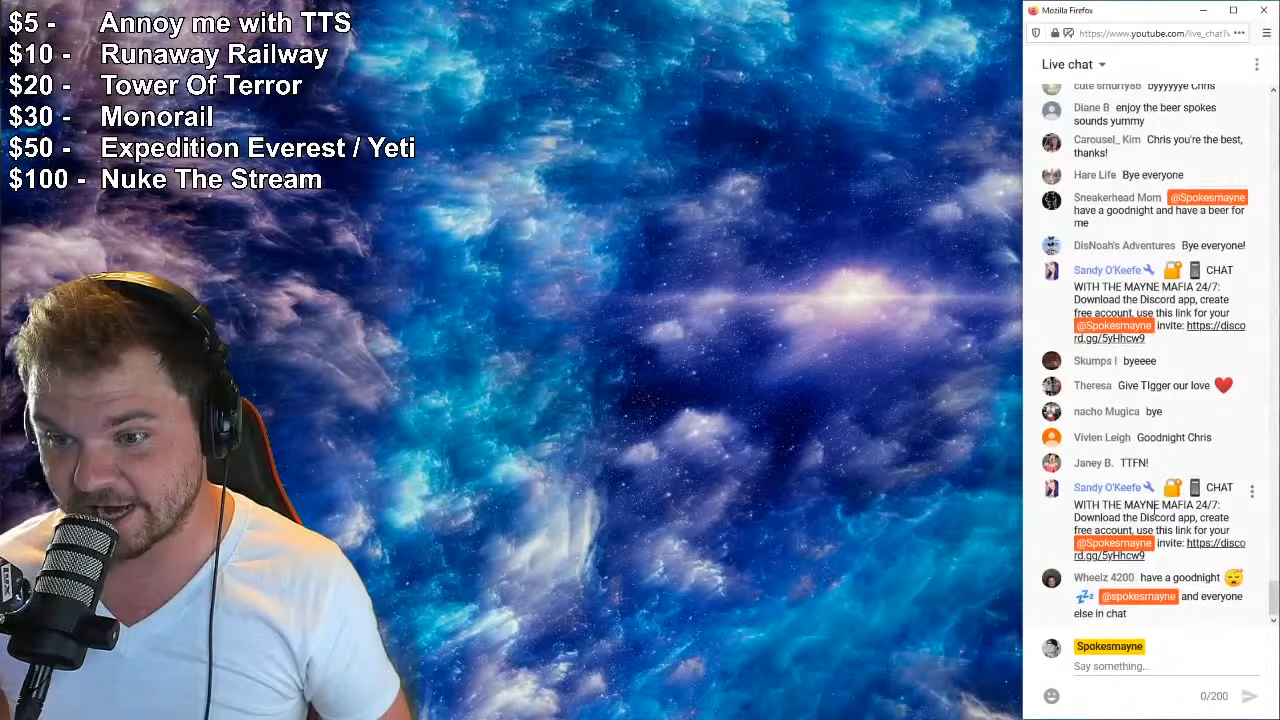 $5 - Annoy me with TTS
$10 - Runaway Railway
$20 - Tower Of Terror
$30 - Monorail
$50 - Expedition Everest / Yeti
$100 - Nuke The Stream
Mozilla Firefox
https://www.youtube.com/live_chat?v
Live chat
cute smurfy86 byyyyye Chris
Diane B enjoy the beer spokes
sounds yummy
Carousel_ Kim Chris you're the best,
thanks!
Hare Life Bye everyone
Sneakerhead Mom @Spokesmayne
have a goodnight and have a beer for
me
DisNoah's Adventures Bye everyone!
Sandy O'Keefe 🔐 📱 CHAT
WITH THE MAYNE MAFIA 24/7:
Download the Discord app, create
free account, use this link for your
@Spokesmayne invite: https://disco
rd.gg/5yHhcw9
Skumps ! byeeee
Theresa Give TIgger our love ❤️
nacho Mugica bye
Vivien Leigh Goodnight Chris
Janey B. TTFN!
Sandy O'Keefe 🔐 📱 CHAT
WITH THE MAYNE MAFIA 24/7:
Download the Discord app, create
free account, use this link for your
@Spokesmayne invite: https://disco
rd.gg/5yHhcw9
Wheelz 4200 have a goodnight 😴
💤 @spokesmayne and everyone
else in chat
Spokesmayne
Say something...
0/200